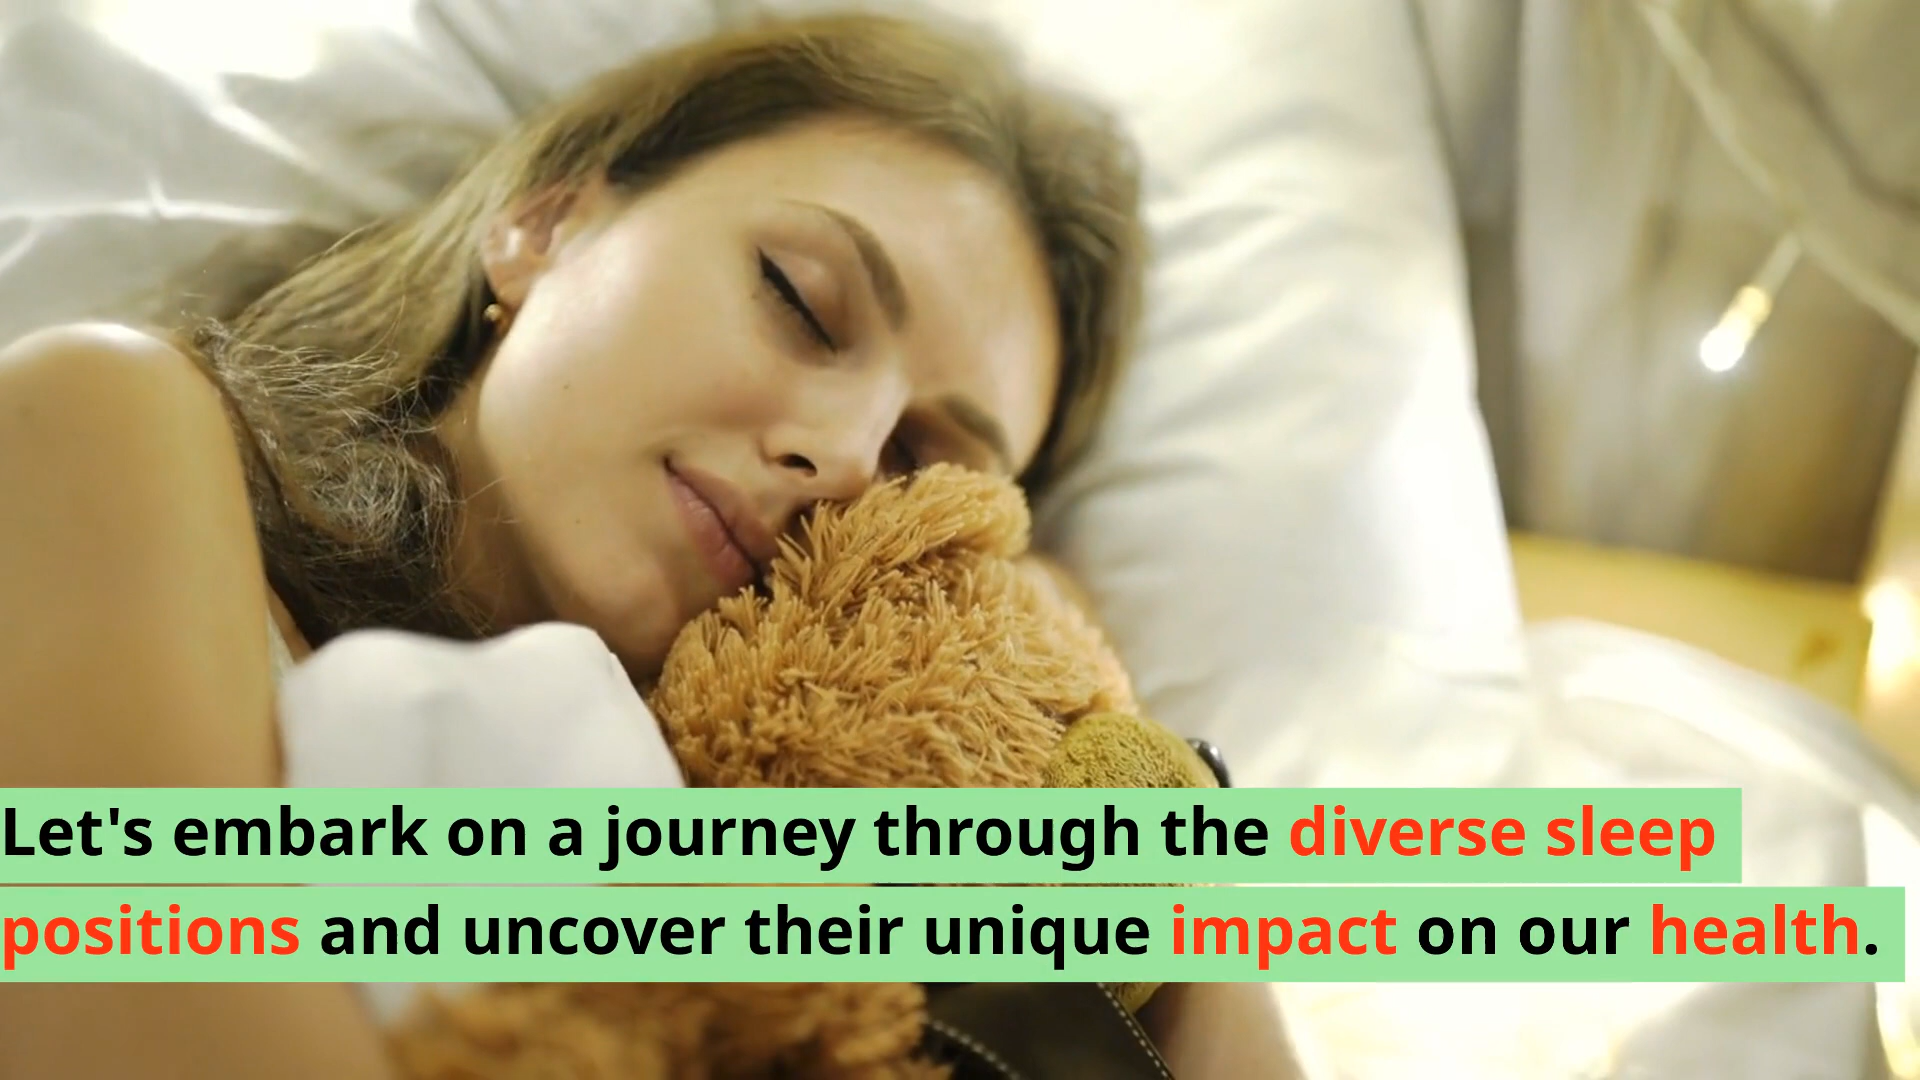 Let's embark on a journey through the diverse sleep
positions and uncover their unique impact on our health.